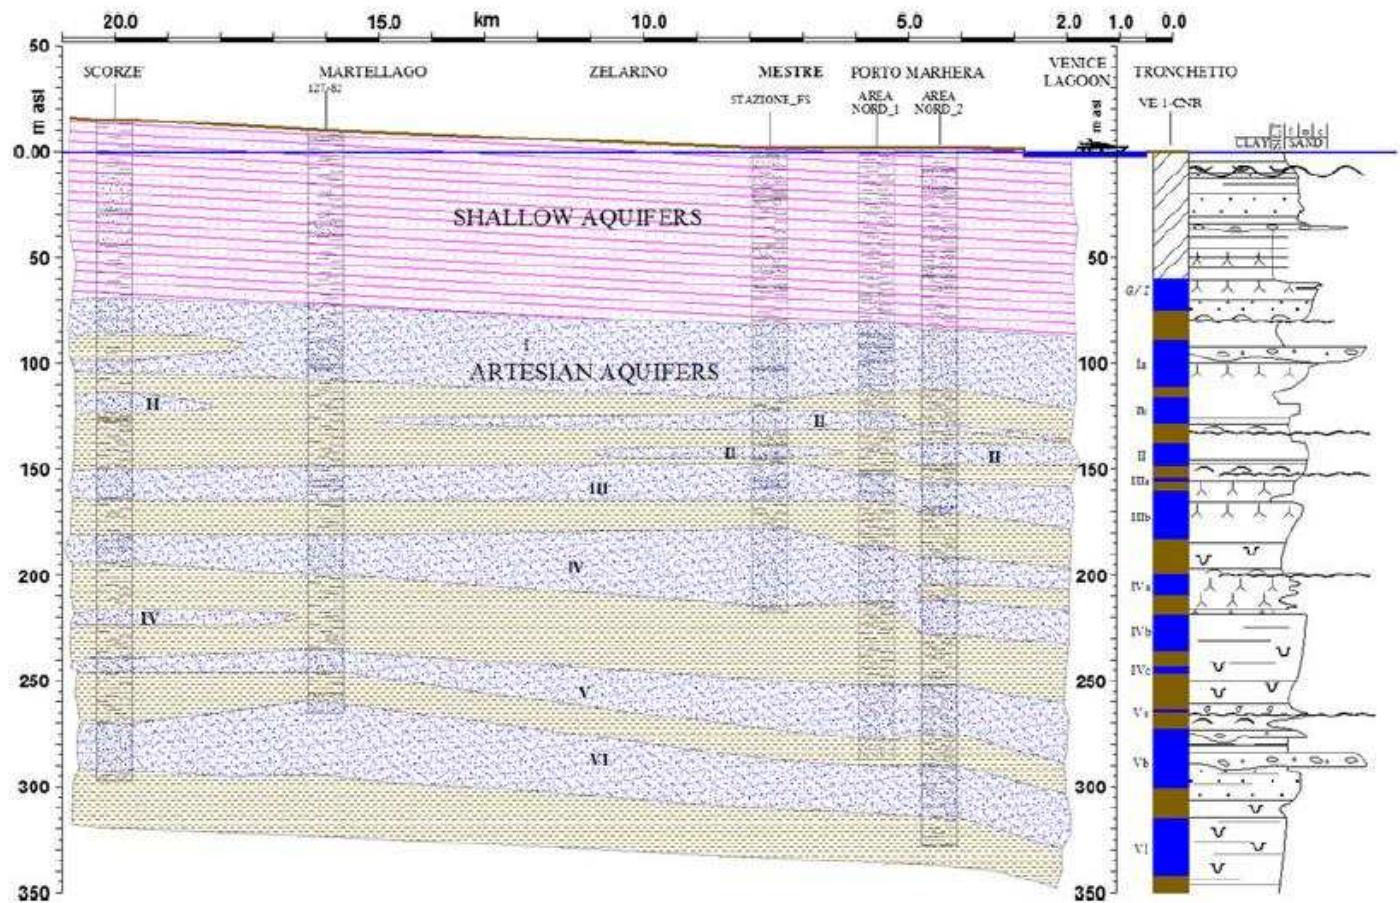 20.0 15.0 km 10.0 5.0 2.0 1.0 0.0
50
SCORZE' MARTELLAGO ZELARINO MESTRE PORTO MARHERA VENICE LAGOON TRONCHETTO
127-82 STAZIONE_FS AREA NORD_1 AREA NORD_2 VE 1-CNR
m asl m asl
CLAY SAND
0.00
SHALLOW AQUIFERS
50 50
I
100 ARTESIAN AQUIFERS 100
II II
II II II
150 150
III IIIa
IIIb
200 IV 200 IVa
IV IVb
IVc
250 V 250
Va
VI Vb
300 300
VI
350 350